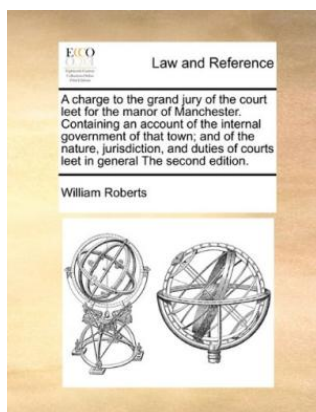 ECCO
Law and Reference
A charge to the grand jury of the court
leet for the manor of Manchester.
Containing an account of the internal
government of that town; and of the
nature, jurisdiction, and duties of courts
leet in general The second edition.
William Roberts